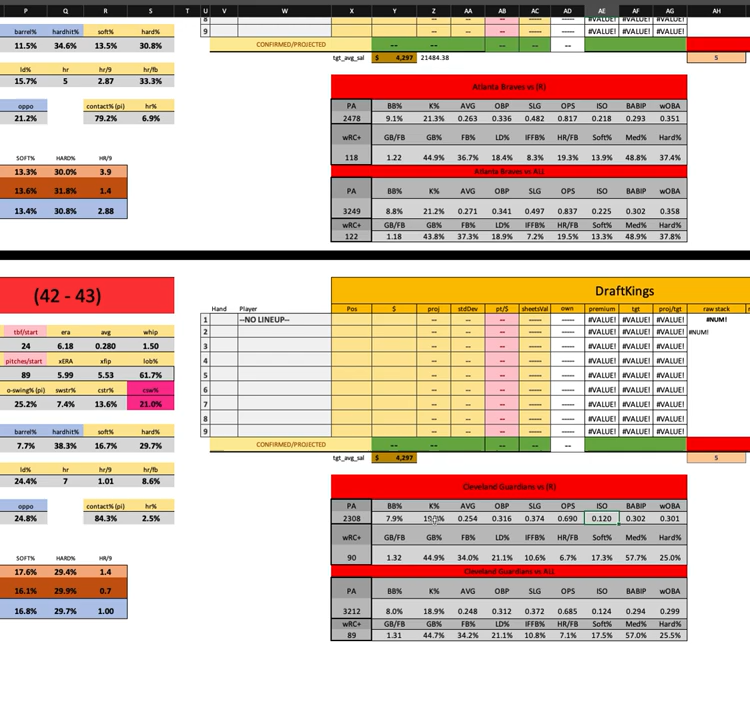 P Q R S T U V W X Y Z AA AB AC AD AE AF AG AH
8 -- -- -- -- ----- ----- #VALUE! #VALUE! #VALUE!
barrel% hardhit% soft% hard% 9 -- -- -- ----- ----- #VALUE! #VALUE! #VALUE!
11.5% 34.6% 13.5% 30.8% CONFIRMED/PROJECTED -- -- -- -- --
tgt_avg_sal $ 4,297 21484.38 5
ld% hr hr/9 hr/fb
15.7% 5 2.87 33.3% Atlanta Braves vs (R)
oppo contact% (pi) hr% PA BB% K% AVG OBP SLG OPS ISO BABIP wOBA
21.2% 79.2% 6.9% 2478 9.1% 21.3% 0.263 0.336 0.482 0.817 0.218 0.293 0.351
wRC+ GB/FB GB% FB% LD% IFFB% HR/FB Soft% Med% Hard%
SOFT% HARD% HR/9 118 1.22 44.9% 36.7% 18.4% 8.3% 19.3% 13.9% 48.8% 37.4%
13.3% 30.0% 3.9 Atlanta Braves vs ALL
13.6% 31.8% 1.4 PA BB% K% AVG OBP SLG OPS ISO BABIP wOBA
13.4% 30.8% 2.88 3249 8.8% 21.2% 0.271 0.341 0.497 0.837 0.225 0.302 0.358
wRC+ GB/FB GB% FB% LD% IFFB% HR/FB Soft% Med% Hard%
122 1.18 43.8% 37.3% 18.9% 7.2% 19.5% 13.3% 48.9% 37.8%
(42 - 43) DraftKings
Hand Player Pos $ proj stdDev pt/$ sheetsVal own premium tgt proj/tgt raw stack
1 --NO LINEUP-- -- -- -- ----- ----- #VALUE! #VALUE! #VALUE! #NUM!
tbf/start era avg whip 2 -- -- -- ----- ----- #VALUE! #VALUE! #VALUE! #NUM!
24 6.18 0.280 1.50 3 -- -- -- ----- ----- #VALUE! #VALUE! #VALUE!
pitches/start xERA xfip lob% 4 -- -- -- ----- ----- #VALUE! #VALUE! #VALUE!
89 5.99 5.53 61.7% 5 -- -- -- ----- ----- #VALUE! #VALUE! #VALUE!
o-swing% (pi) swstr% cstr% csw% 6 -- -- -- ----- ----- #VALUE! #VALUE! #VALUE!
25.2% 7.4% 13.6% 21.0% 7 -- -- -- ----- ----- #VALUE! #VALUE! #VALUE!
8 -- -- -- ----- ----- #VALUE! #VALUE! #VALUE!
barrel% hardhit% soft% hard% 9 -- -- -- ----- ----- #VALUE! #VALUE! #VALUE!
7.7% 38.3% 16.7% 29.7% CONFIRMED/PROJECTED -- -- -- -- --
tgt_avg_sal $ 4,297 5
ld% hr hr/9 hr/fb
24.4% 7 1.01 8.6% Cleveland Guardians vs (R)
oppo contact% (pi) hr% PA BB% K% AVG OBP SLG OPS ISO BABIP wOBA
24.8% 84.3% 2.5% 2308 7.9% 0.254 0.316 0.374 0.690 0.120 0.302 0.301
wRC+ GB/FB GB% FB% LD% IFFB% HR/FB Soft% Med% Hard%
SOFT% HARD% HR/9 90 1.32 44.9% 34.0% 21.1% 10.6% 6.7% 17.3% 57.7% 25.0%
17.6% 29.4% 1.4 Cleveland Guardians vs ALL
16.1% 29.9% 0.7 PA BB% K% AVG OBP SLG OPS ISO BABIP wOBA
16.8% 29.7% 1.00 3212 8.0% 18.9% 0.248 0.312 0.372 0.685 0.124 0.294 0.299
wRC+ GB/FB GB% FB% LD% IFFB% HR/FB Soft% Med% Hard%
89 1.31 44.7% 34.2% 21.1% 10.8% 7.1% 17.5% 57.0% 25.5%